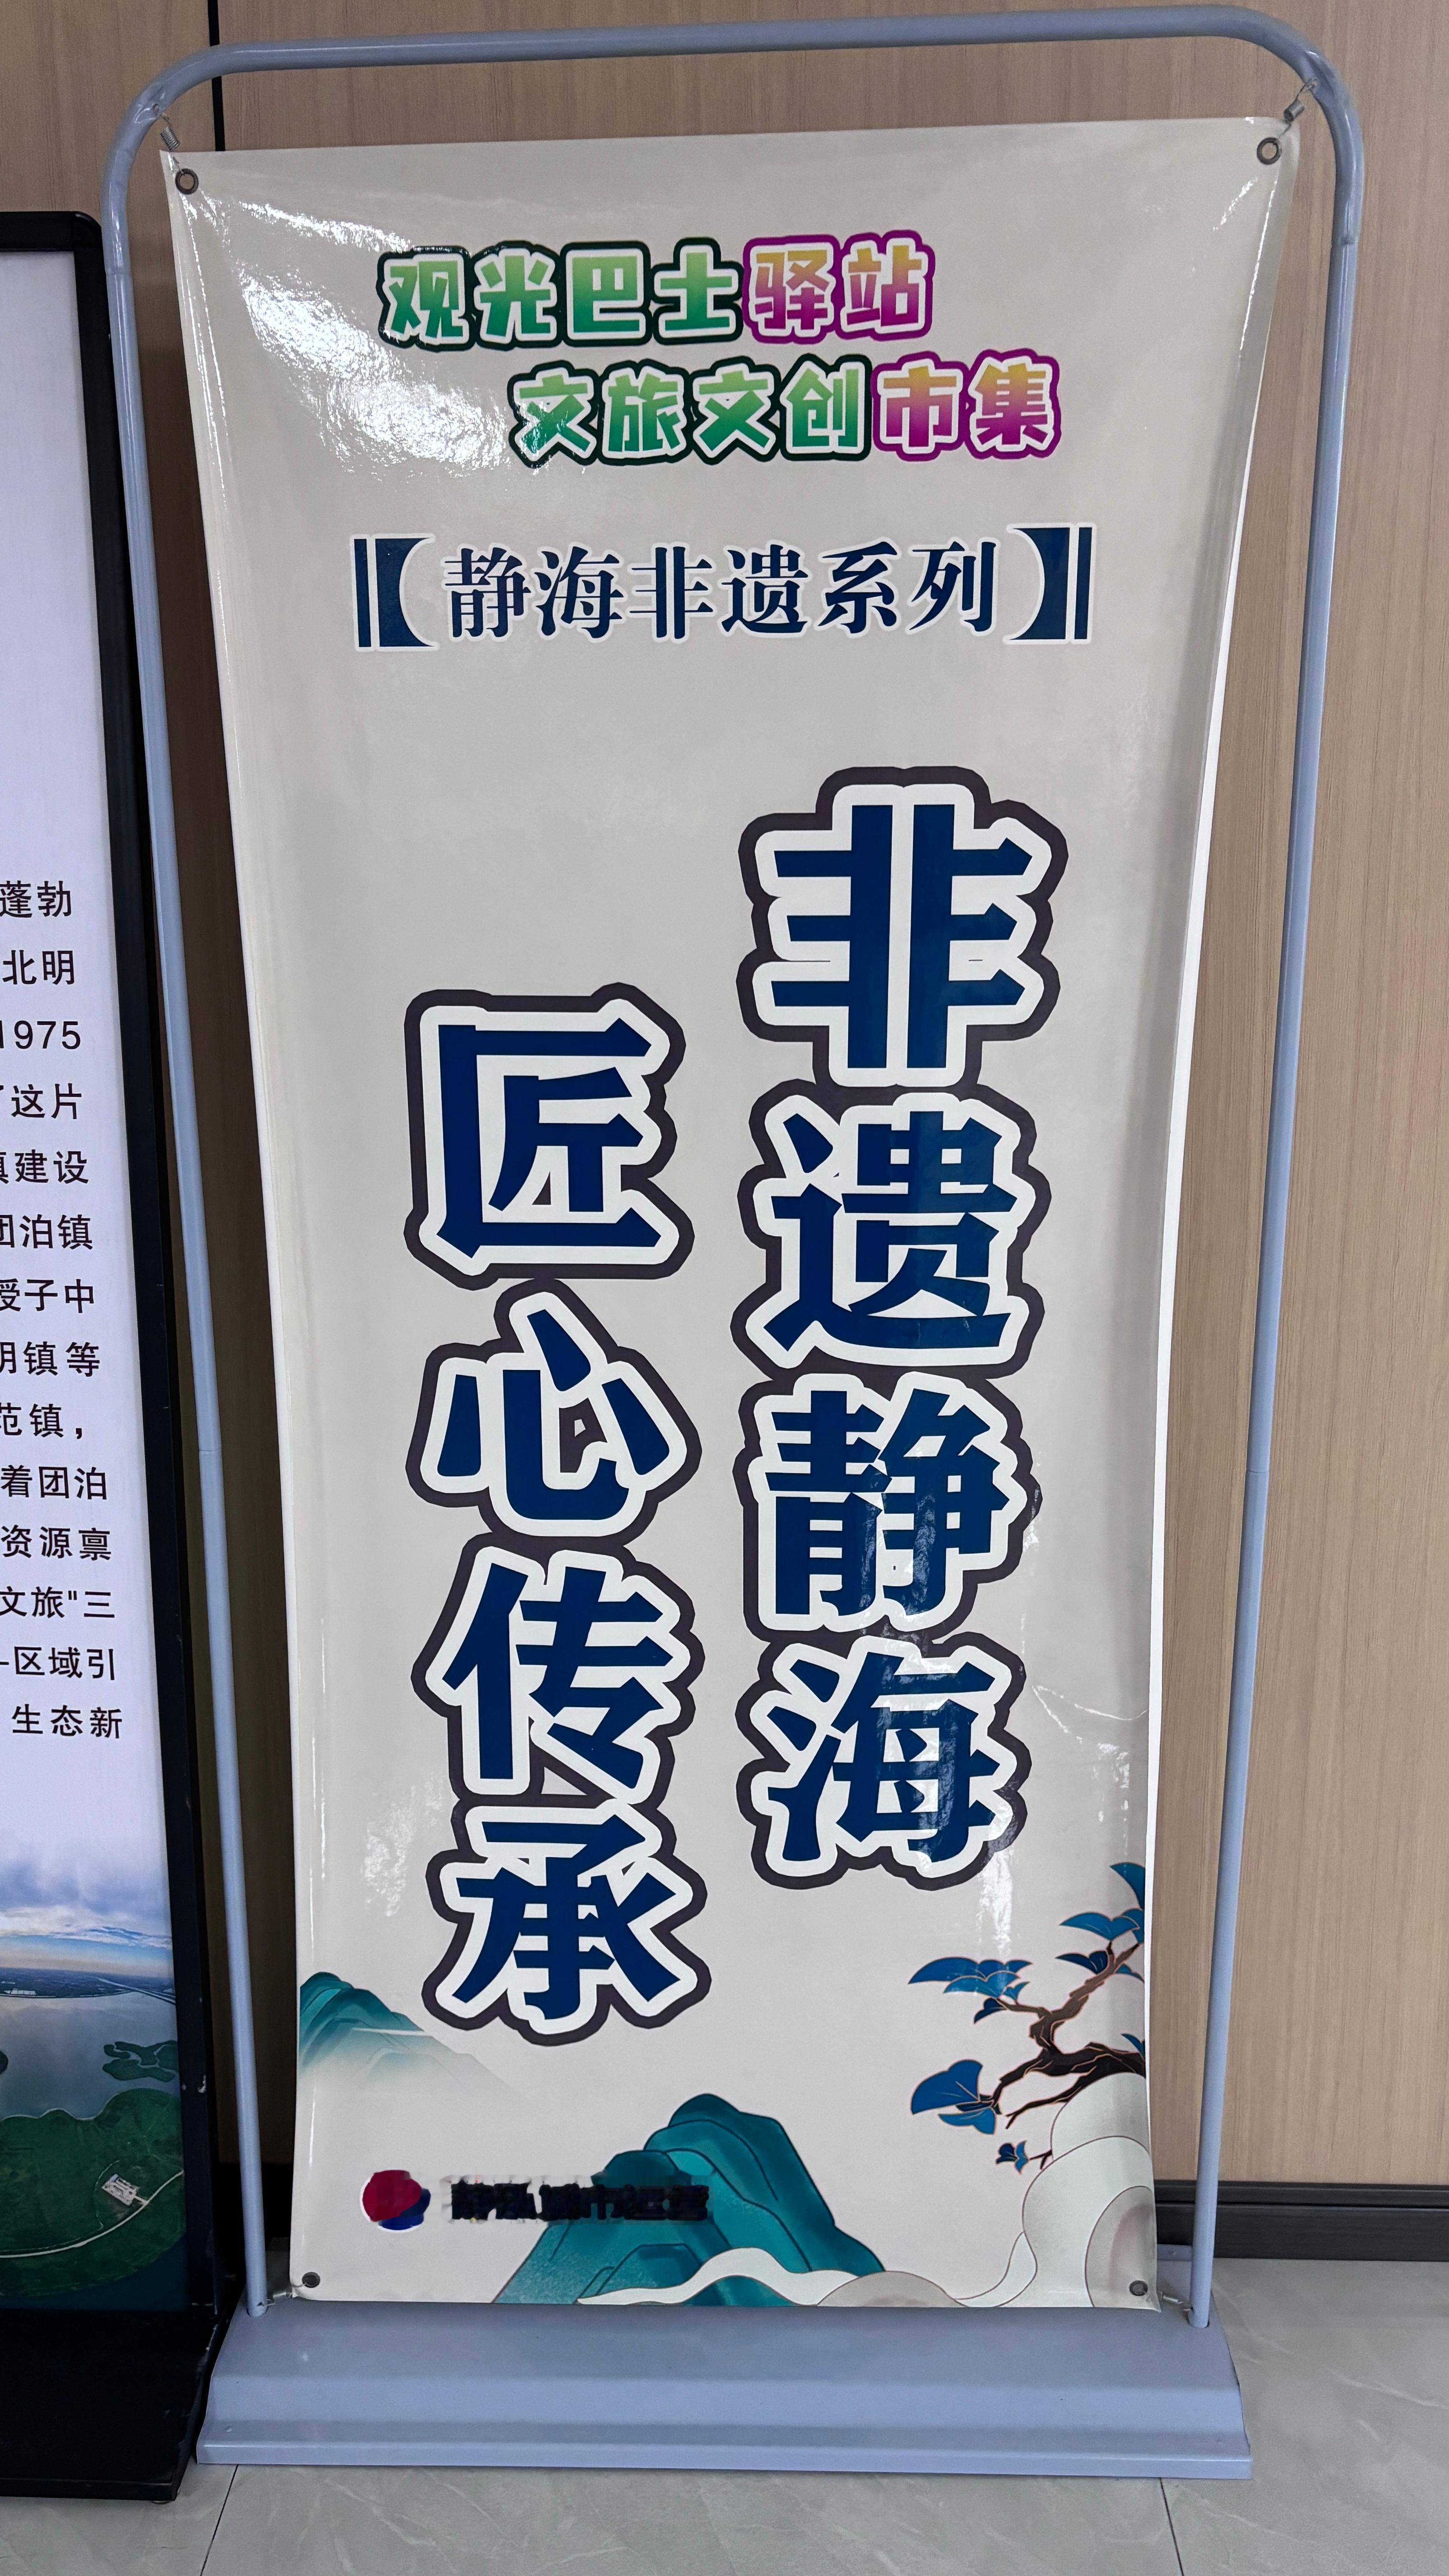 观光巴士驿站
文旅文创市集
【静海非遗系列】
非遗静海
匠心传承
蓬勃
北明
1975
这片
建设
团泊镇
授予中
明镇等
范镇，
着团泊
资源禀
文旅"三
区域引
生态新